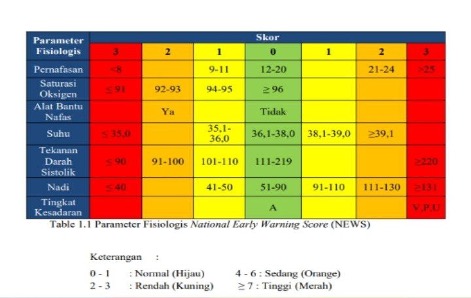 Parameter Fisiologis Skor
3 2 1 0 1 2 3
Pernafasan <8 9-11 12-20 21-24 >25
Saturasi Oksigen ≤ 91 92-93 94-95 ≥ 96
Alat Bantu Nafas Ya Tidak
Suhu ≤ 35,0 35,1-36,0 36,1-38,0 38,1-39,0 ≥39,1
Tekanan Darah Sistolik ≤ 90 91-100 101-110 111-219 ≥220
Nadi ≤ 40 41-50 51-90 91-110 111-130 ≥131
Tingkat Kesadaran A V,P,U
Table 1.1 Parameter Fisiologis National Early Warning Score (NEWS)
Keterangan :
0 - 1 : Normal (Hijau) 4 - 6 : Sedang (Orange)
2 - 3 : Rendah (Kuning) ≥ 7 : Tinggi (Merah)